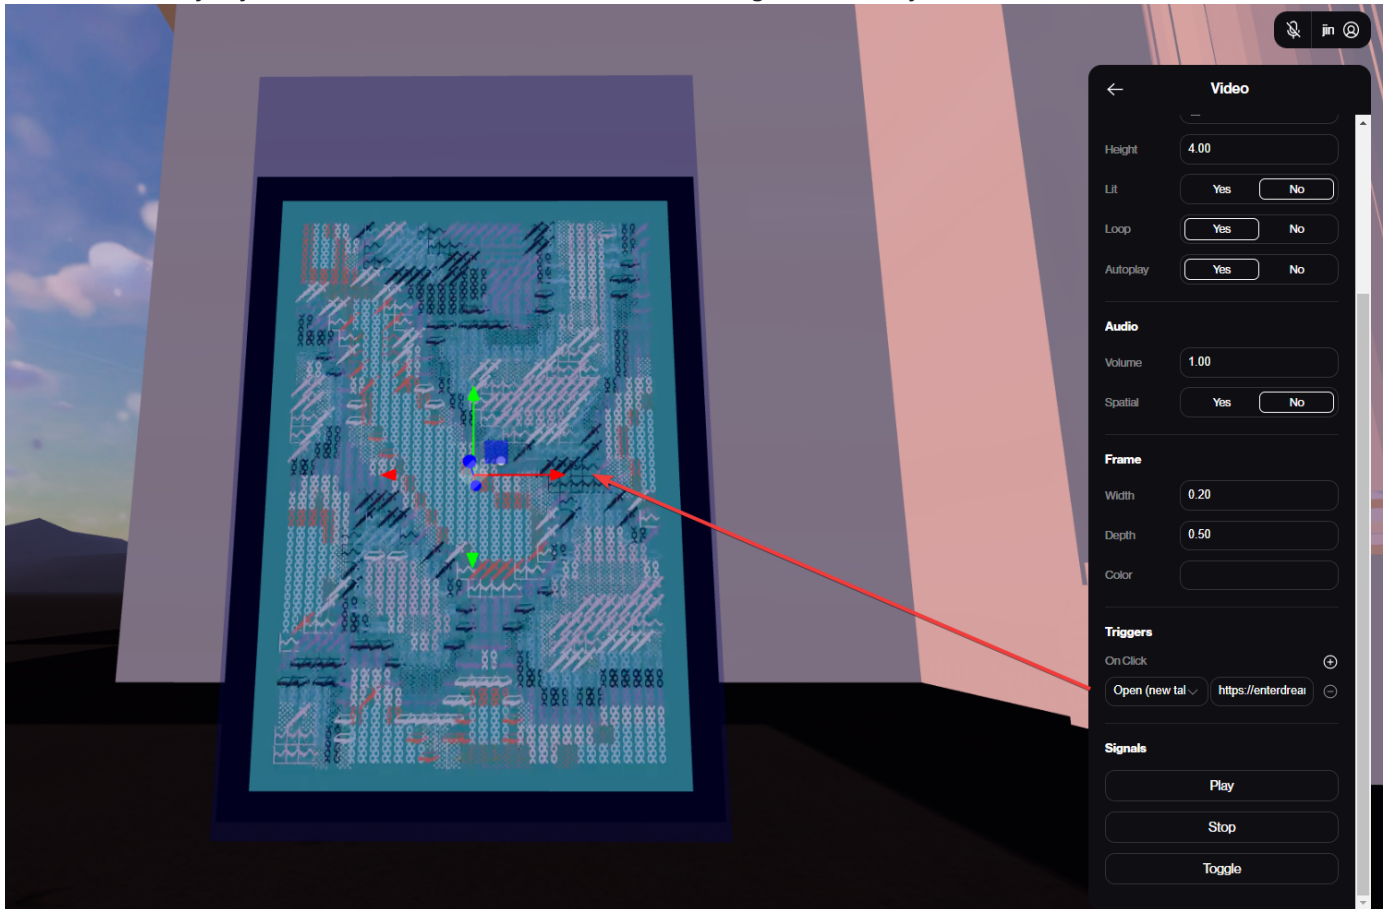 jin
Video
Height 4.00
Lit Yes No
Loop Yes No
Autoplay Yes No
Audio
Volume 1.00
Spatial Yes No
Frame
Width 0.20
Depth 0.50
Color
Triggers
On Click
Open (new tal https://enterdrear
Signals
Play
Stop
Toggle